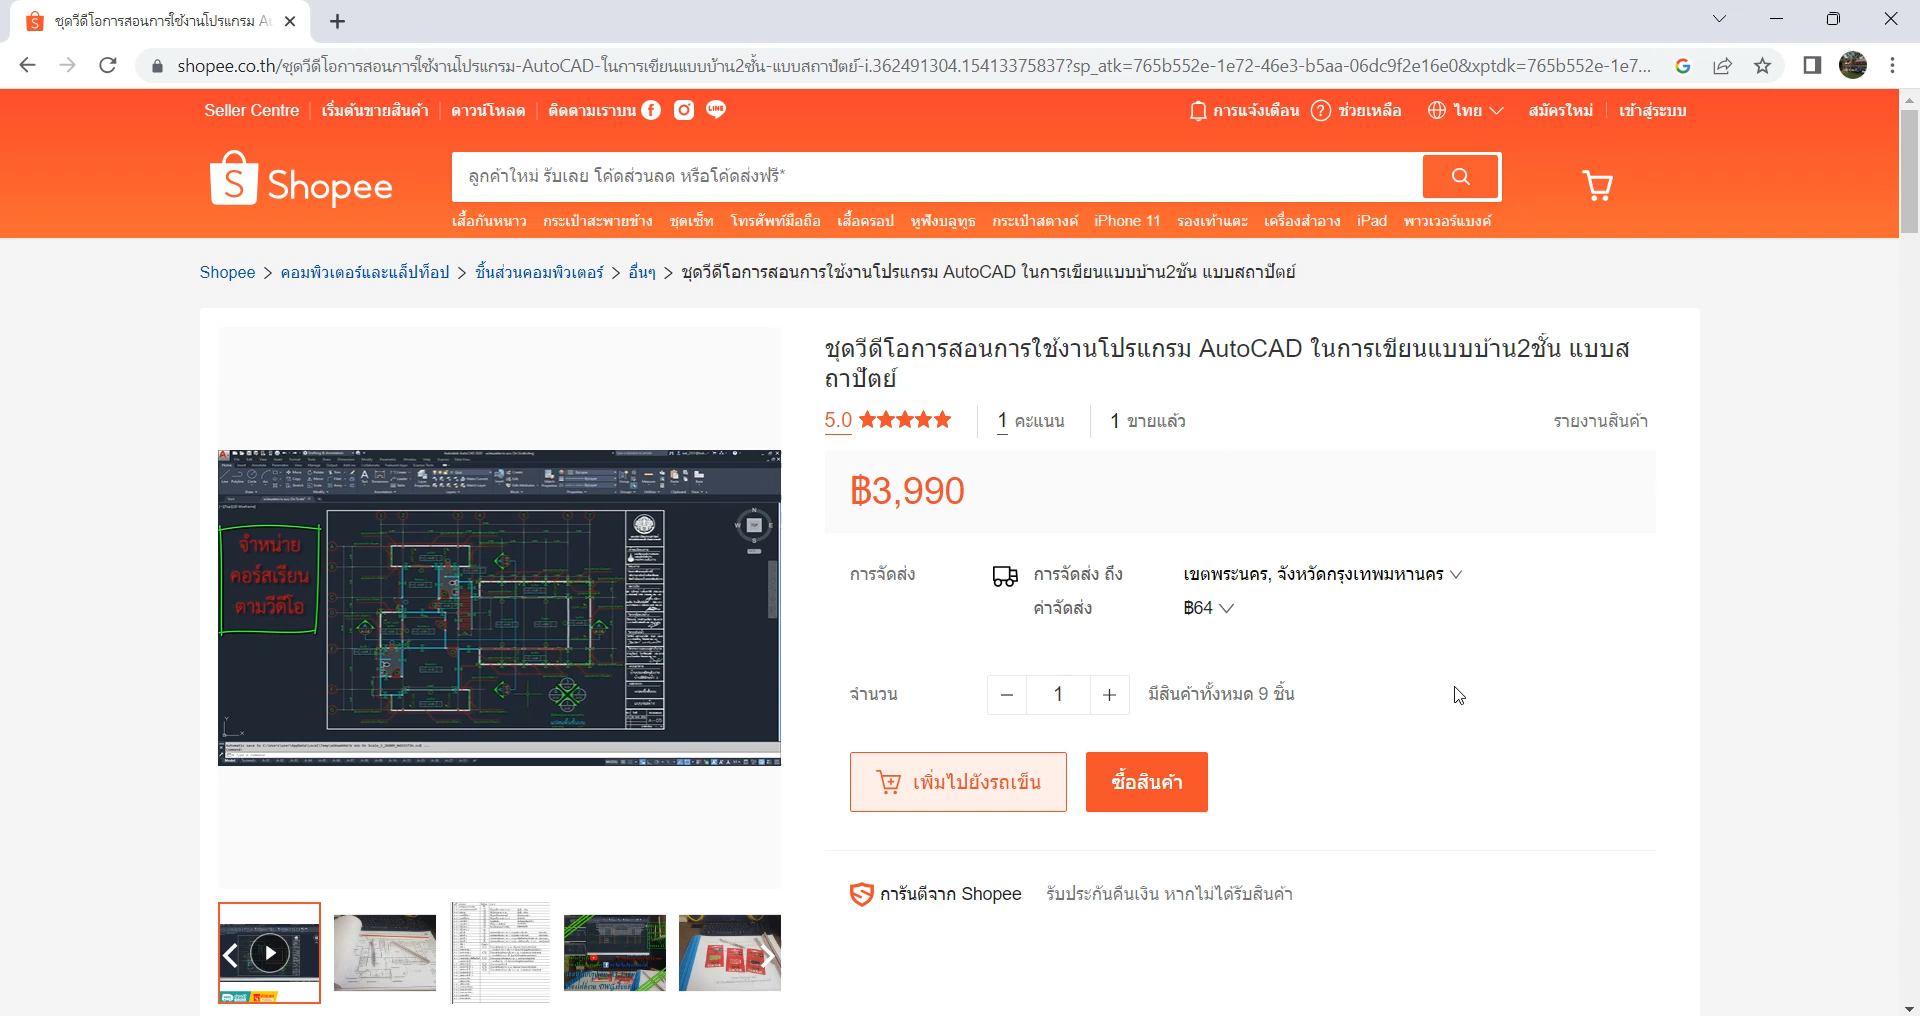 ชุดวีดีโอการสอนการใช้งานโปรแกรม Au
shopee.co.th/ชุดวีดีโอการสอนการใช้งานโปรแกรม-AutoCAD-ในการเขียนแบบบ้าน2ชั้น-แบบสถาปัตย์-i.362491304.15413375837?sp_atk=765b552e-1e72-46e3-b5aa-06dc9f2e16e0&xptdk=765b552e-1e7...
Seller Centre เริ่มต้นขายสินค้า ดาวน์โหลด ติดตามเราบน LINE การแจ้งเตือน ช่วยเหลือ ไทย สมัครใหม่ เข้าสู่ระบบ
Shopee
ลูกค้าใหม่ รับเลย โค้ดส่วนลด หรือโค้ดส่งฟรี*
เสื้อกันหนาว กระเป๋าสะพายข้าง ชุดเซ็ท โทรศัพท์มือถือ เสื้อครอป หูฟังบลูทูธ กระเป๋าสตางค์ iPhone 11 รองเท้าแตะ เครื่องสำอาง iPad พาวเวอร์แบงค์
Shopee > คอมพิวเตอร์และแล็ปท็อป > ชิ้นส่วนคอมพิวเตอร์ > อื่นๆ > ชุดวีดีโอการสอนการใช้งานโปรแกรม AutoCAD ในการเขียนแบบบ้าน2ชั้น แบบสถาปัตย์
ชุดวีดีโอการสอนการใช้งานโปรแกรม AutoCAD ในการเขียนแบบบ้าน2ชั้น แบบส
ถาปัตย์
5.0 1 คะแนน 1 ขายแล้ว รายงานสินค้า
฿3,990
จำหน่าย
คอร์สเรียน
ตามวีดีโอ
N
W TOP E
S
การจัดส่ง การจัดส่ง ถึง เขตพระนคร, จังหวัดกรุงเทพมหานคร
ค่าจัดส่ง ฿64
จำนวน 1 มีสินค้าทั้งหมด 9 ชิ้น
เพิ่มไปยังรถเข็น ซื้อสินค้า
การันตีจาก Shopee รับประกันคืนเงิน หากไม่ได้รับสินค้า